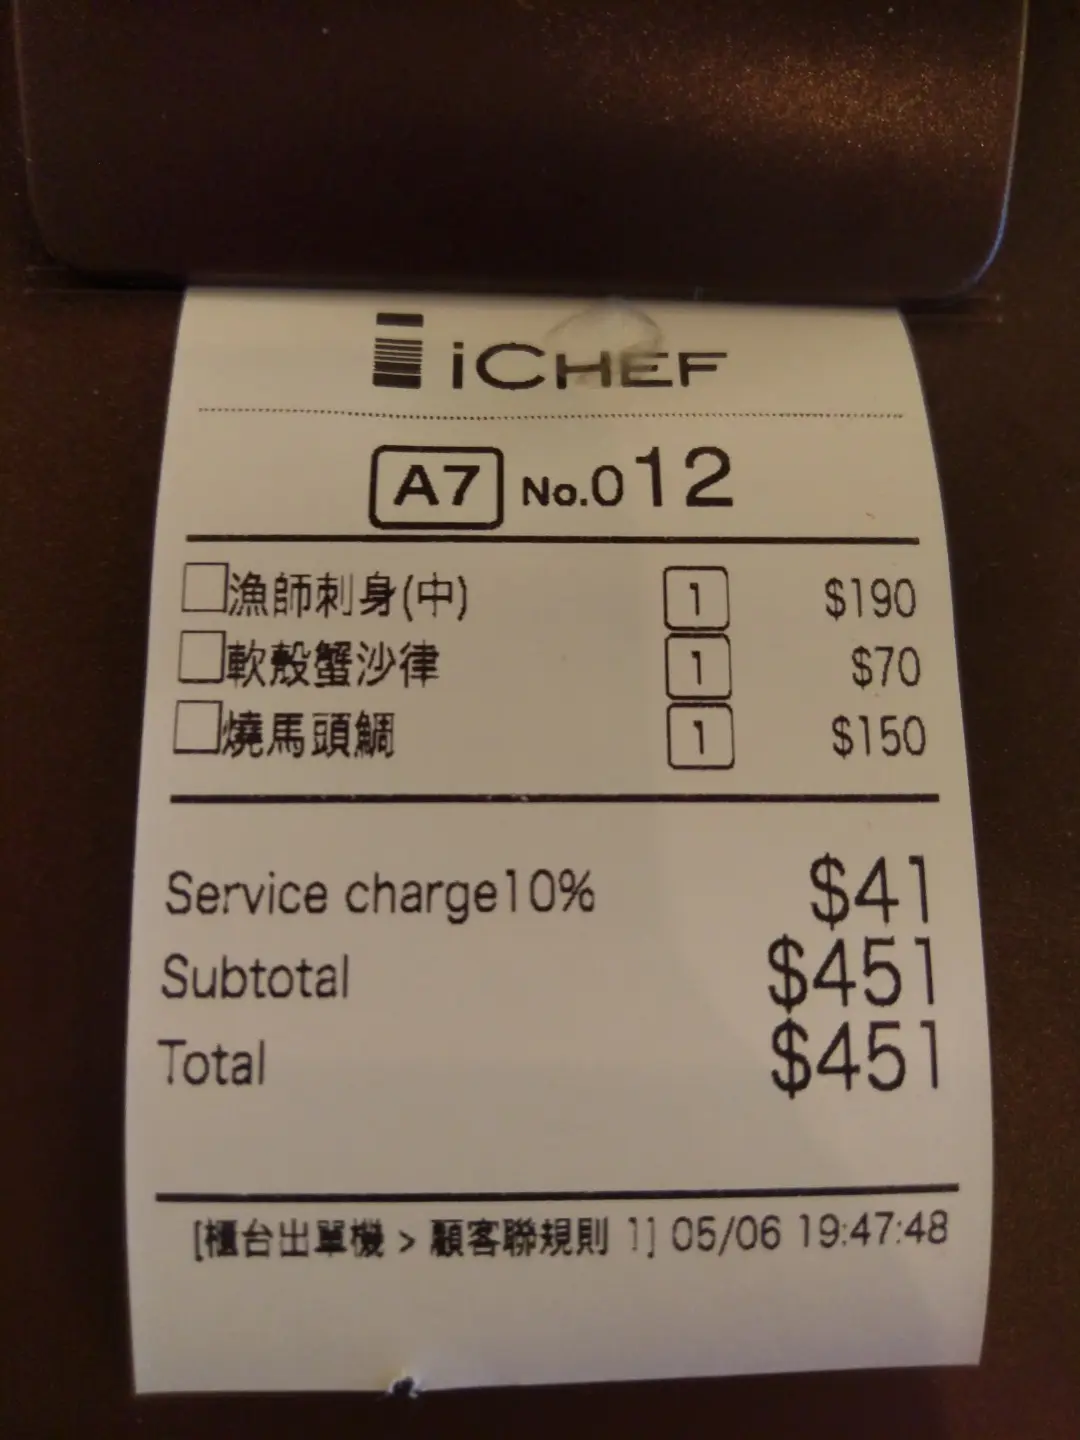 iCHEF
A7 No.012
漁師刺身(中) 1 $190
軟殼蟹沙律 1 $70
燒馬頭鯛 1 $150
Service charge10% $41
Subtotal $451
Total $451
[櫃台出單機 > 顧客聯規則 1] 05/06 19:47:48